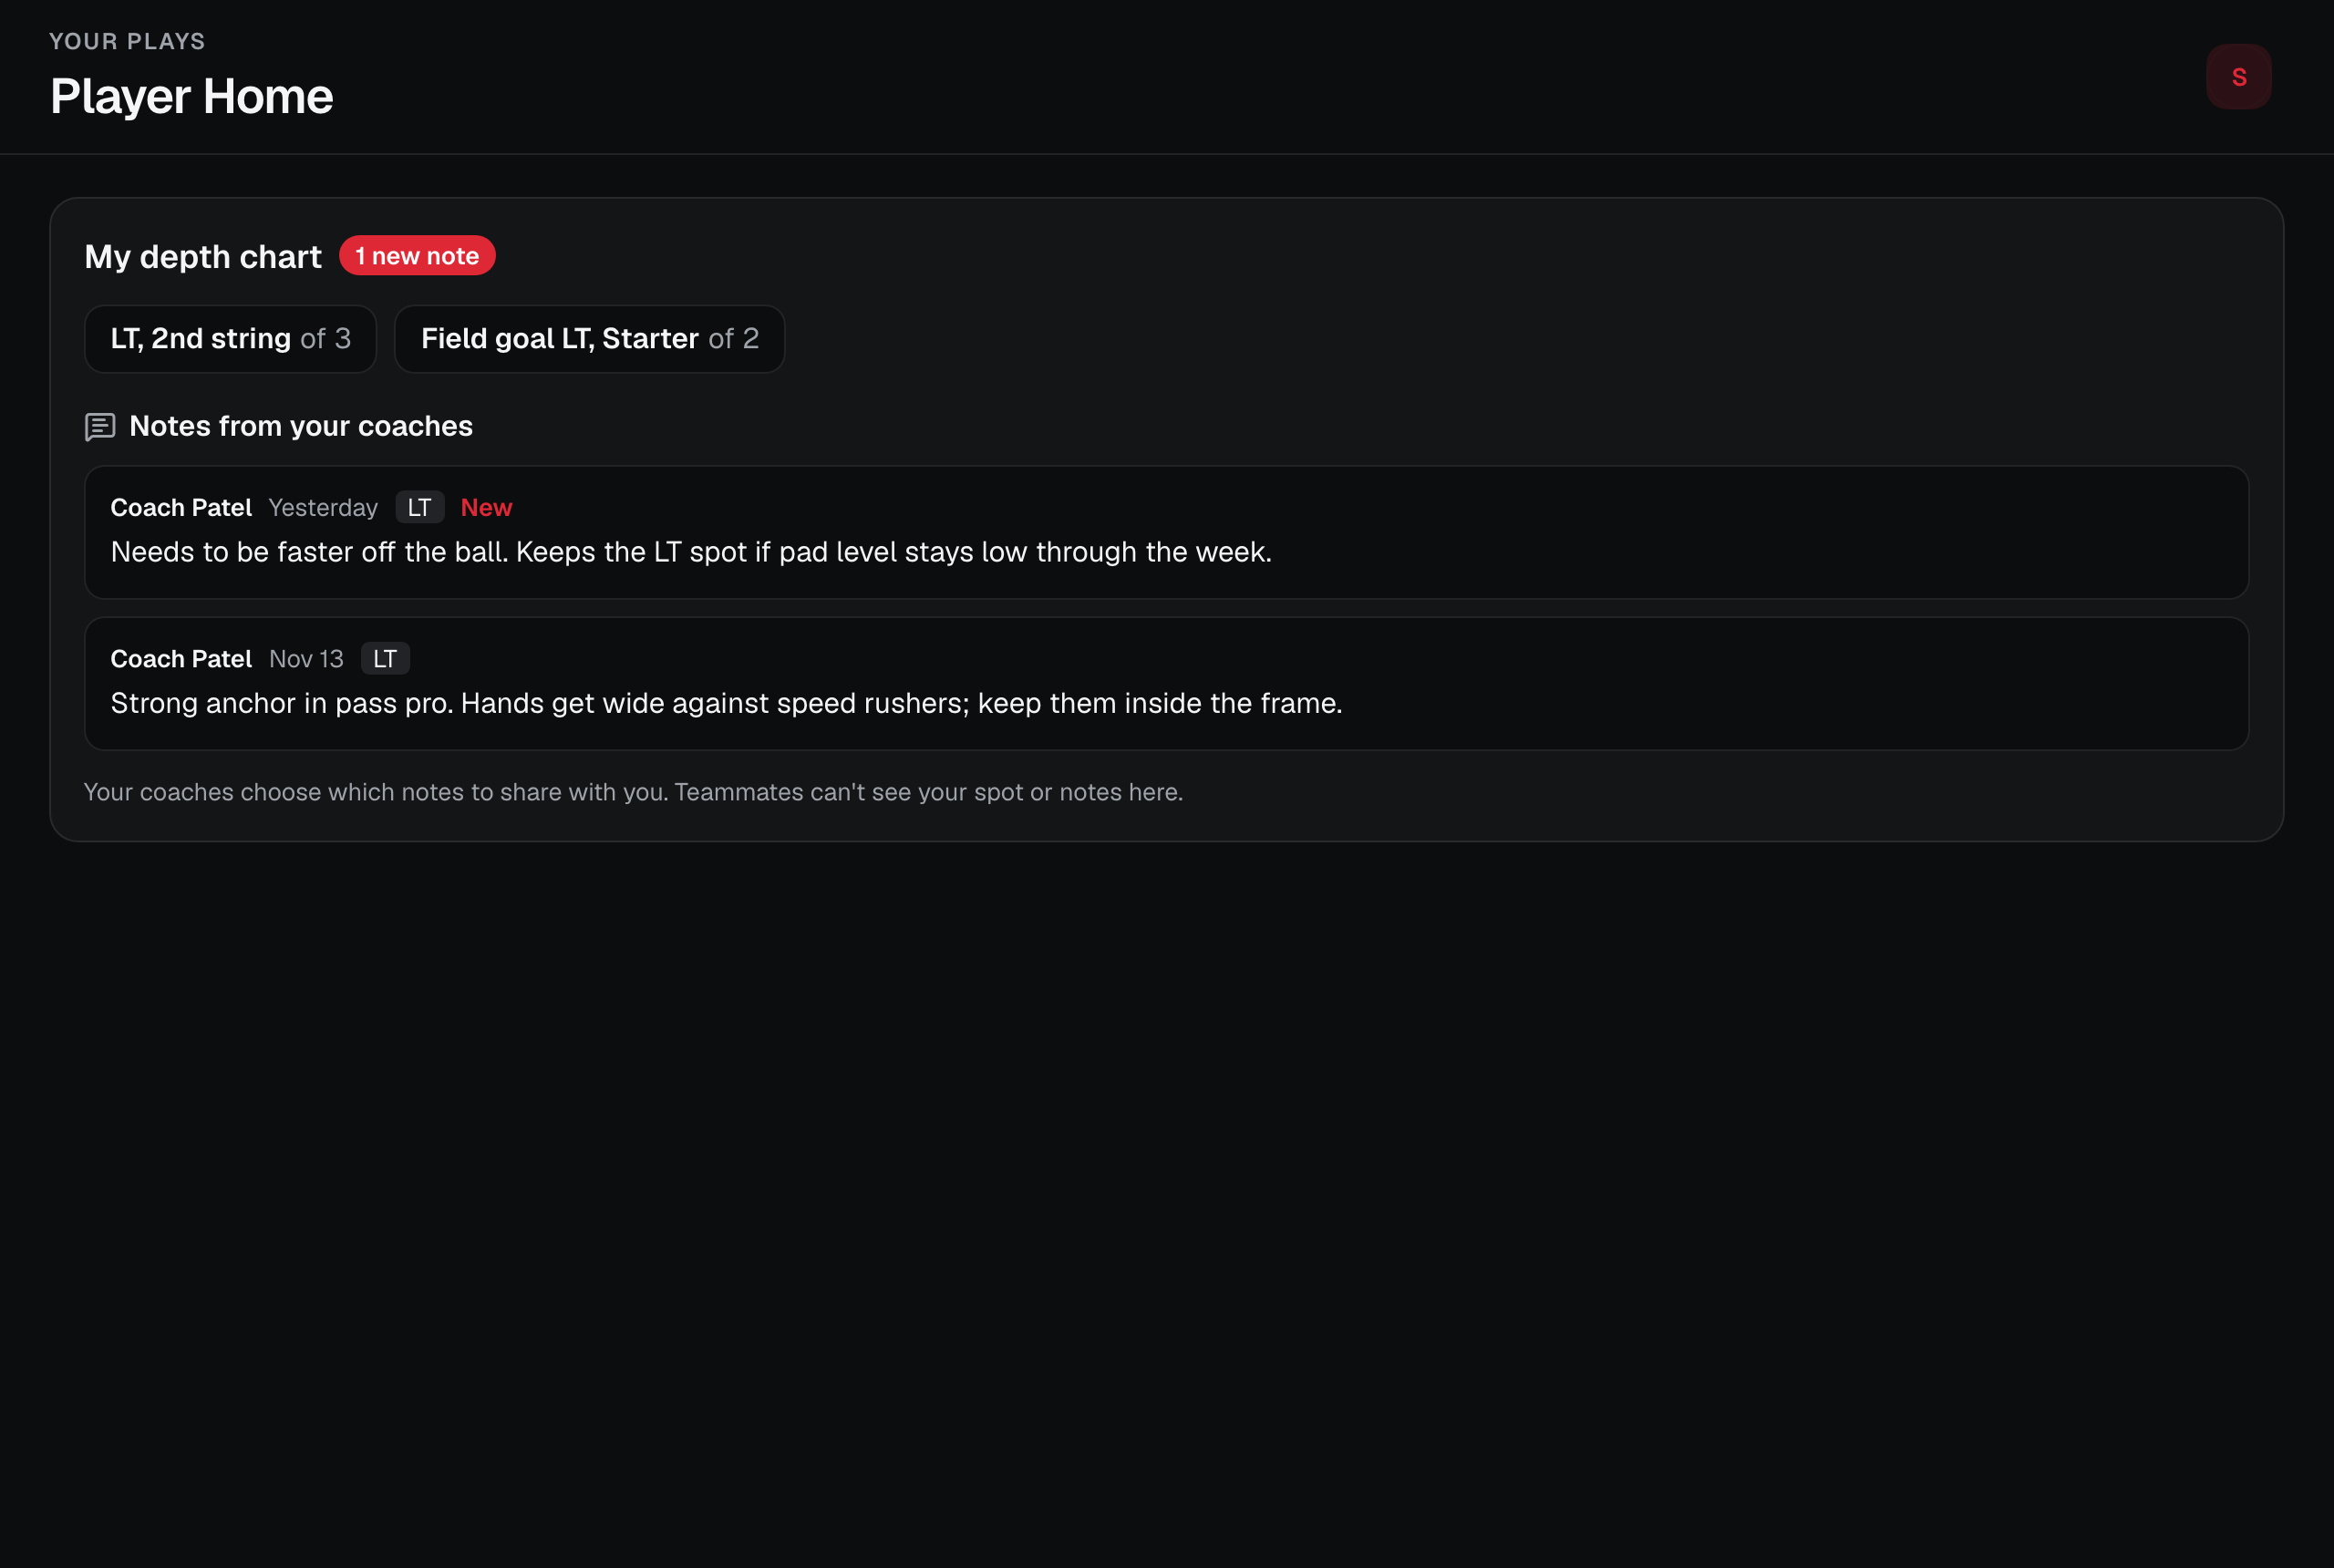 YOUR PLAYS
Player Home
S
My depth chart
1 new note
LT, 2nd string of 3
Field goal LT, Starter of 2
Notes from your coaches
Coach Patel Yesterday LT New
Needs to be faster off the ball. Keeps the LT spot if pad level stays low through the week.
Coach Patel Nov 13 LT
Strong anchor in pass pro. Hands get wide against speed rushers; keep them inside the frame.
Your coaches choose which notes to share with you. Teammates can't see your spot or notes here.